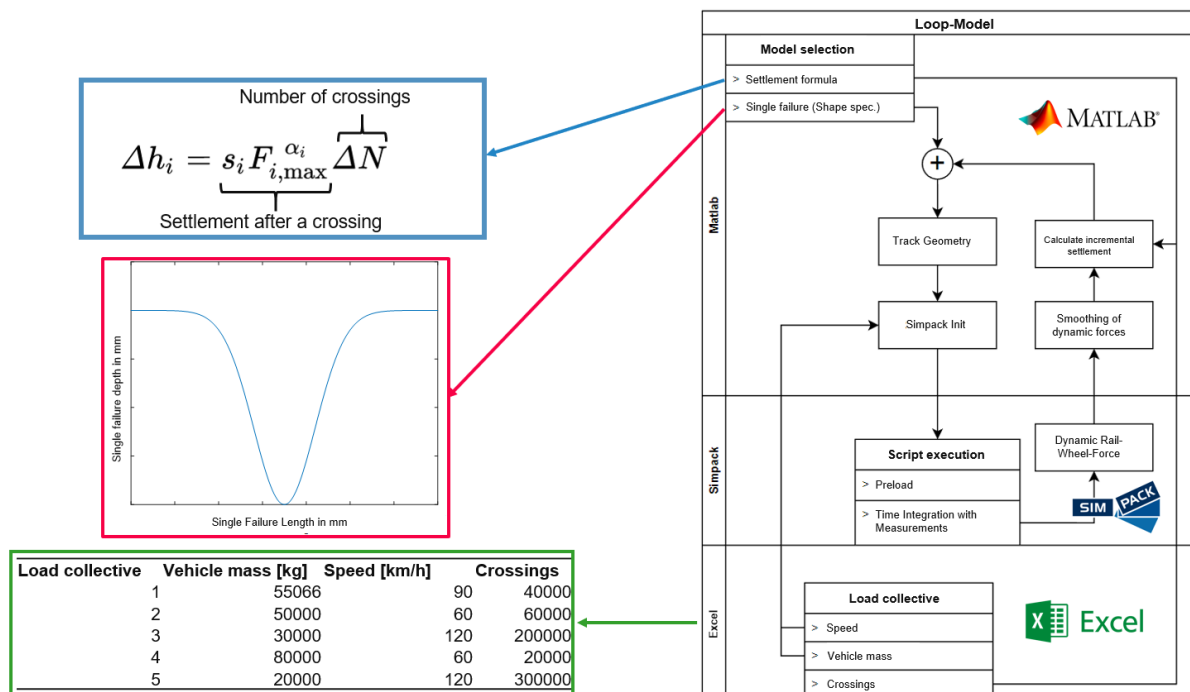 Number of crossings
Δh_i = s_i F_{i,max}^{α_i} ΔN
Settlement after a crossing
Single failure depth in mm
Single Failure Length in mm
Load collective Vehicle mass [kg] Speed [km/h] Crossings
1 55066 90 40000
2 50000 60 60000
3 30000 120 200000
4 80000 60 20000
5 20000 120 300000
Loop-Model
Matlab
Model selection
> Settlement formula
> Single failure (Shape spec.)
MATLAB®
+
Track Geometry
Calculate incremental
settlement
Simpack Init
Smoothing of
dynamic forces
Simpack
Script execution
> Preload
> Time Integration with
Measurements
Dynamic Rail-
Wheel-Force
SIM PACK
Excel
Load collective
> Speed
> Vehicle mass
> Crossings
X Excel